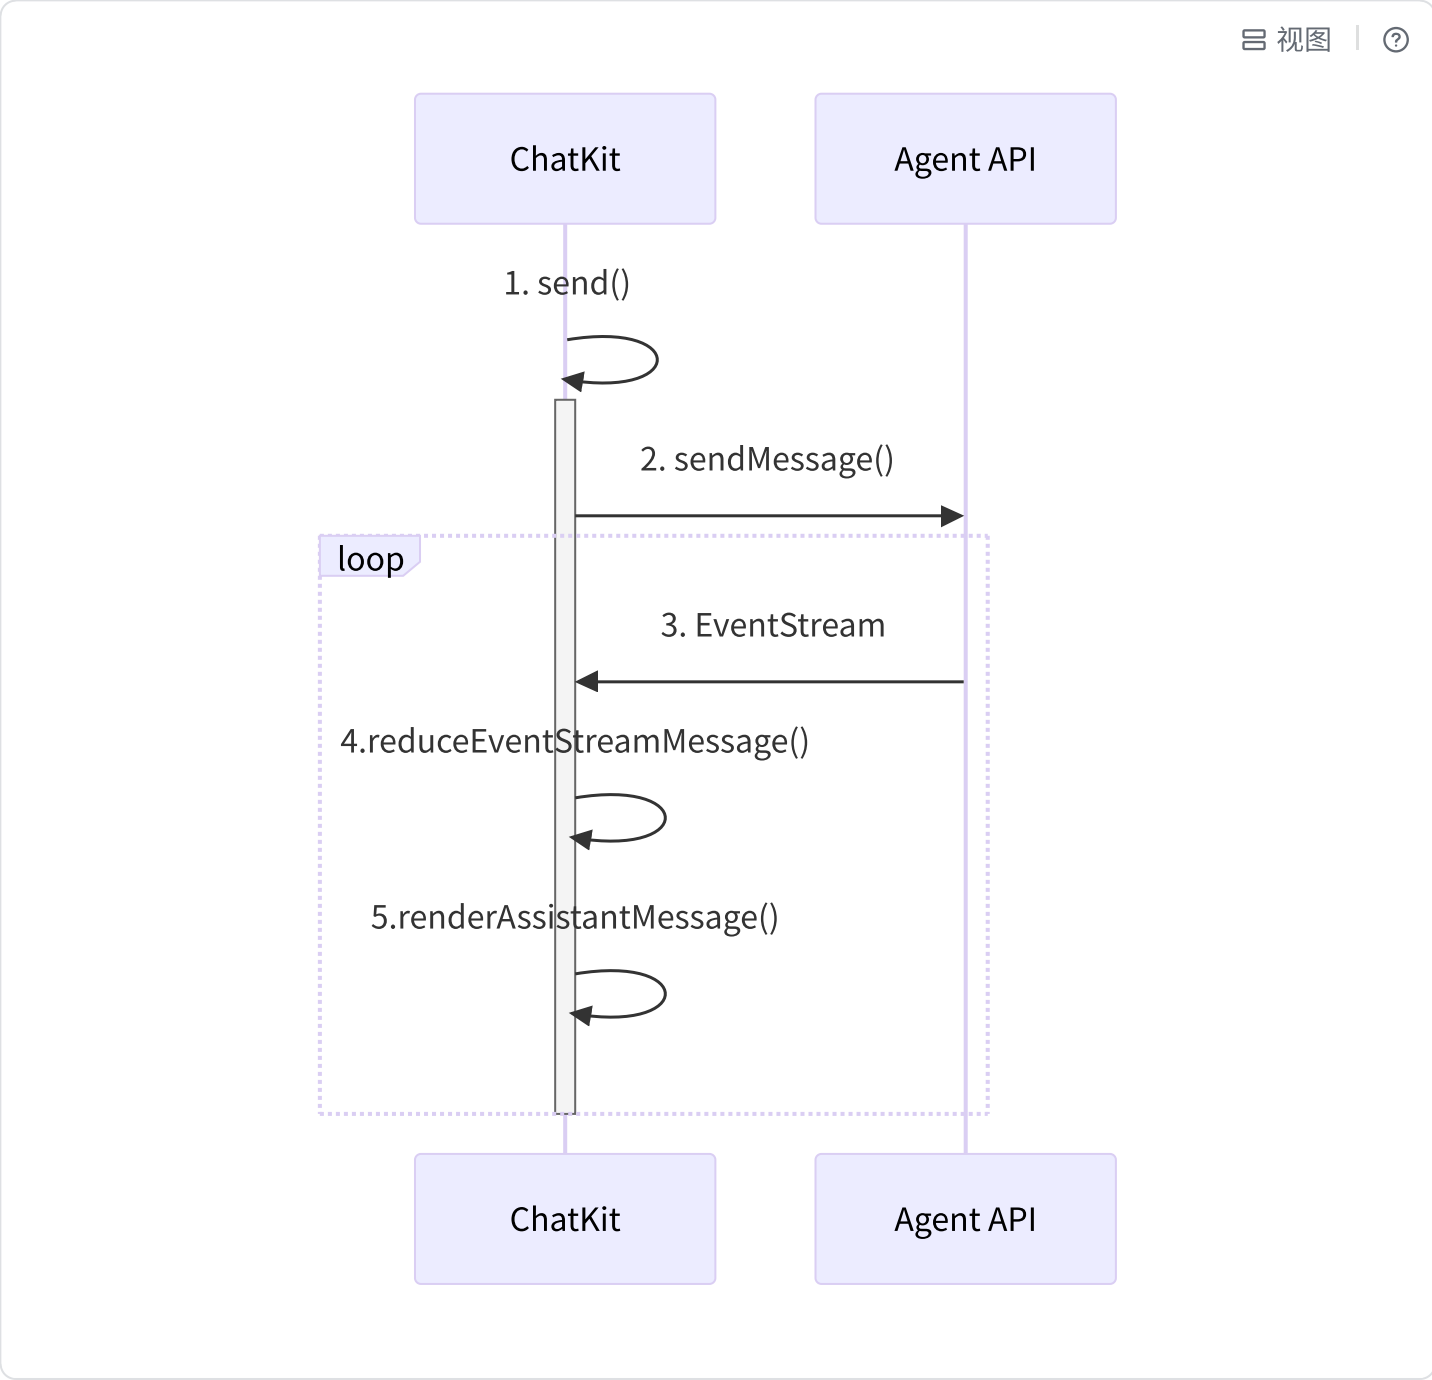 视图
ChatKit
Agent API
1. send()
2. sendMessage()
loop
3. EventStream
4.reduceEventStreamMessage()
5.renderAssistantMessage()
ChatKit
Agent API